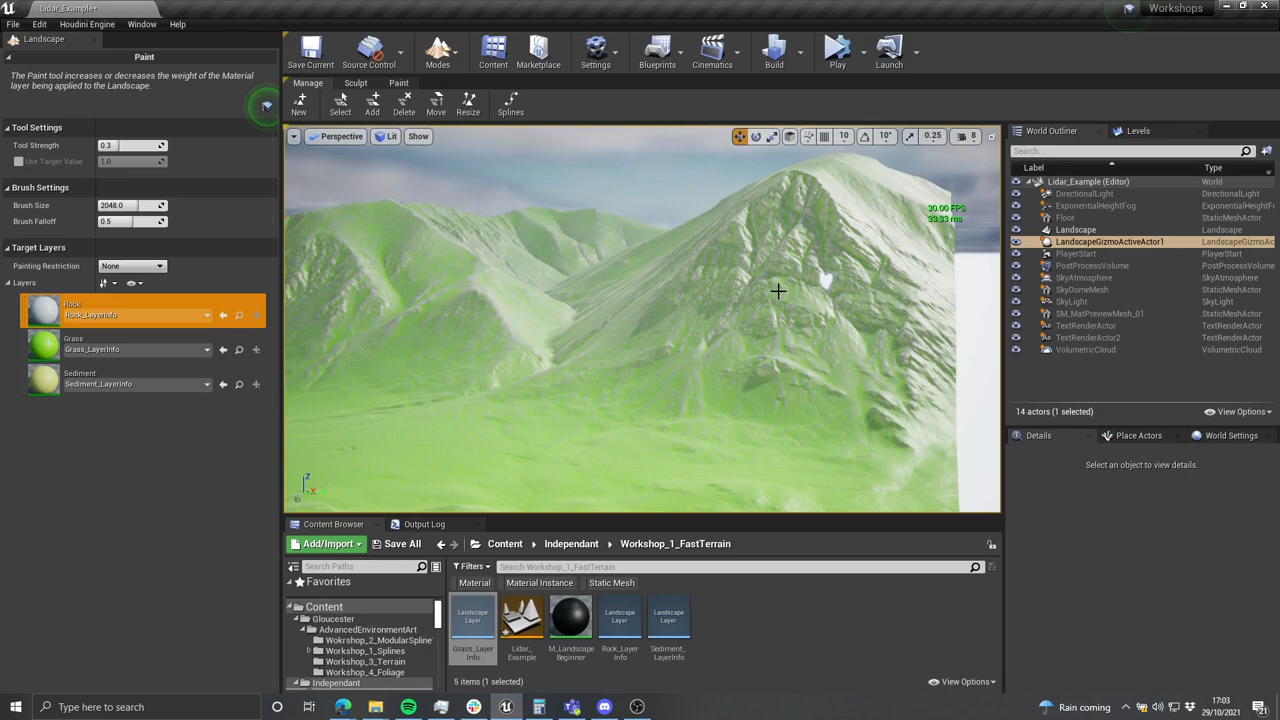 Lidar_Example*
Workshops
File Edit Houdini Engine Window Help
Landscape
Paint
The Paint tool increases or decreases the weight of the Material
layer being applied to the Landscape.
Tool Settings
Tool Strength 0.3
Use Target Value 1.0
Brush Settings
Brush Size 2048.0
Brush Falloff 0.5
Target Layers
Painting Restriction None
Layers
Rock
Rock_LayerInfo
Grass
Grass_LayerInfo
Sediment
Sediment_LayerInfo
Save Current Source Control Modes Content Marketplace Settings Blueprints Cinematics Build Play Launch
Manage Sculpt Paint
New Select Add Delete Move Resize Splines
Perspective Lit Show 10 10° 0.25 8
30.00 FPS
33.33 ms
Z
-X
World Outliner Levels
Search...
Label Type
Lidar_Example (Editor) World
DirectionalLight DirectionalLight
ExponentialHeightFog ExponentialHeightF
Floor StaticMeshActor
Landscape Landscape
LandscapeGizmoActiveActor1 LandscapeGizmoAc
PlayerStart PlayerStart
PostProcessVolume PostProcessVolume
SkyAtmosphere SkyAtmosphere
SkyDomeMesh StaticMeshActor
SkyLight SkyLight
SM_MatPreviewMesh_01 StaticMeshActor
TextRenderActor TextRenderActor
TextRenderActor2 TextRenderActor
VolumetricCloud VolumetricCloud
14 actors (1 selected) View Options
Details Place Actors World Settings
Select an object to view details.
Content Browser Output Log
Add/Import Save All Content Independant Workshop_1_FastTerrain
Search Paths Filters Search Workshop_1_FastTerrain
Favorites
Material Material Instance Static Mesh
Content
Gloucester
AdvancedEnvironmentArt
Wokrshop_2_ModularSpline
Workshop_1_Splines
Workshop_3_Terrain
Workshop_4_Foliage
Independant
Landscape
Layer
Landscape
Layer
Landscape
Layer
Grass_Layer
Info
Lidar_
Example
M_Landscape
Beginner
Rock_Layer
Info
Sediment_
LayerInfo
5 items (1 selected) View Options
Type here to search
Rain coming
17:03
29/10/2021